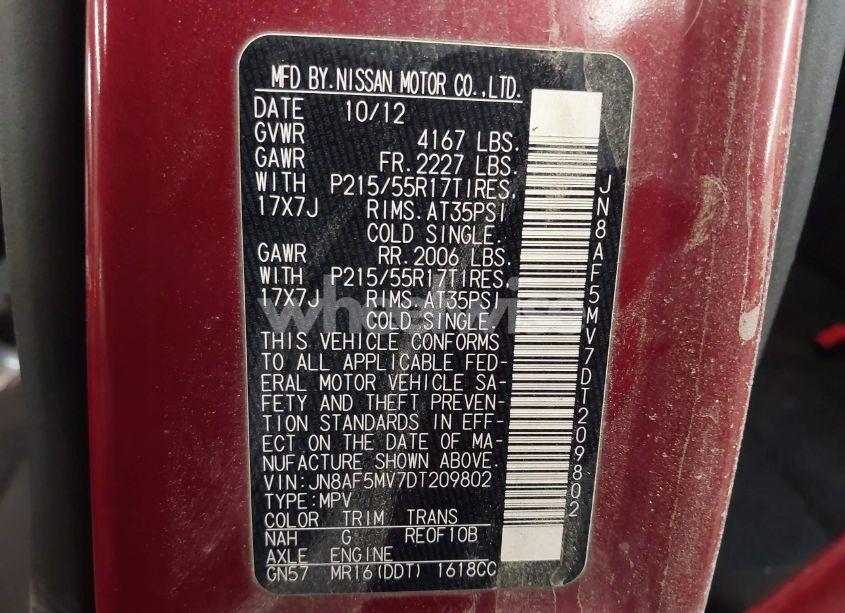 MFD BY.NISSAN MOTOR CO.,LTD.
DATE 10/12
GVWR 4167 LBS.
GAWR FR.2227 LBS.
WITH P215/55R17TIRES,
17X7J RIMS.AT35PSI
COLD SINGLE.
GAWR RR.2006 LBS.
WITH P215/55R17TIRES,
17X7J RIMS.AT35PSI
COLD SINGLE.
THIS VEHICLE CONFORMS
TO ALL APPLICABLE FED-
ERAL MOTOR VEHICLE SA-
FETY AND THEFT PREVEN-
TION STANDARDS IN EFF-
ECT ON THE DATE OF MA-
NUFACTURE SHOWN ABOVE.
VIN:JN8AF5MV7DT209802
TYPE:MPV
COLOR TRIM TRANS
NAH G RE0F10B
AXLE ENGINE
GN57 MR16(DDT) 1618CC
JN8AF5MV7DT209802